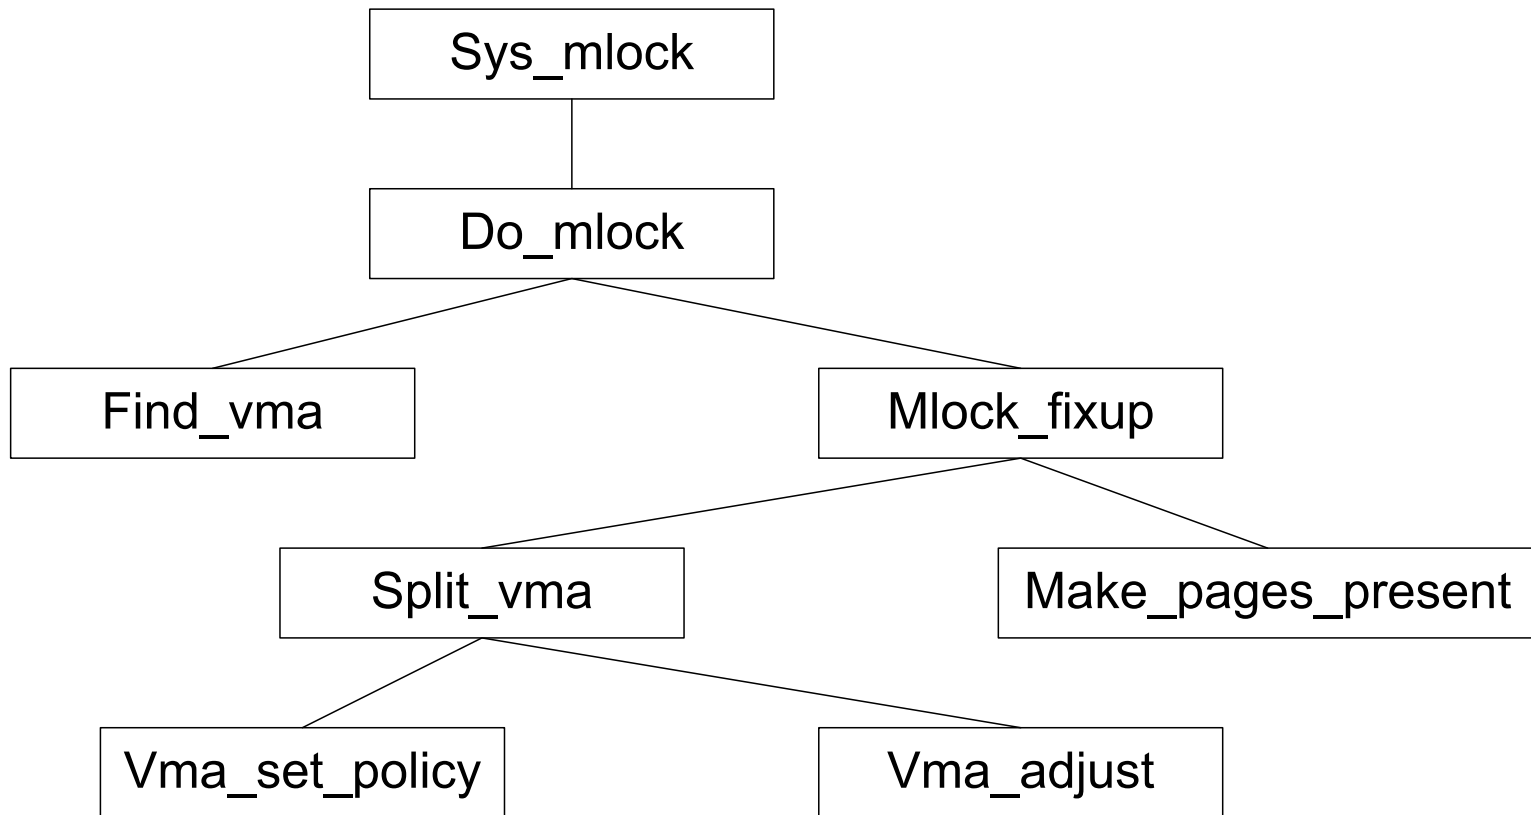 Sys_mlock
Do_mlock
Find_vma
Mlock_fixup
Split_vma
Make_pages_present
Vma_set_policy
Vma_adjust